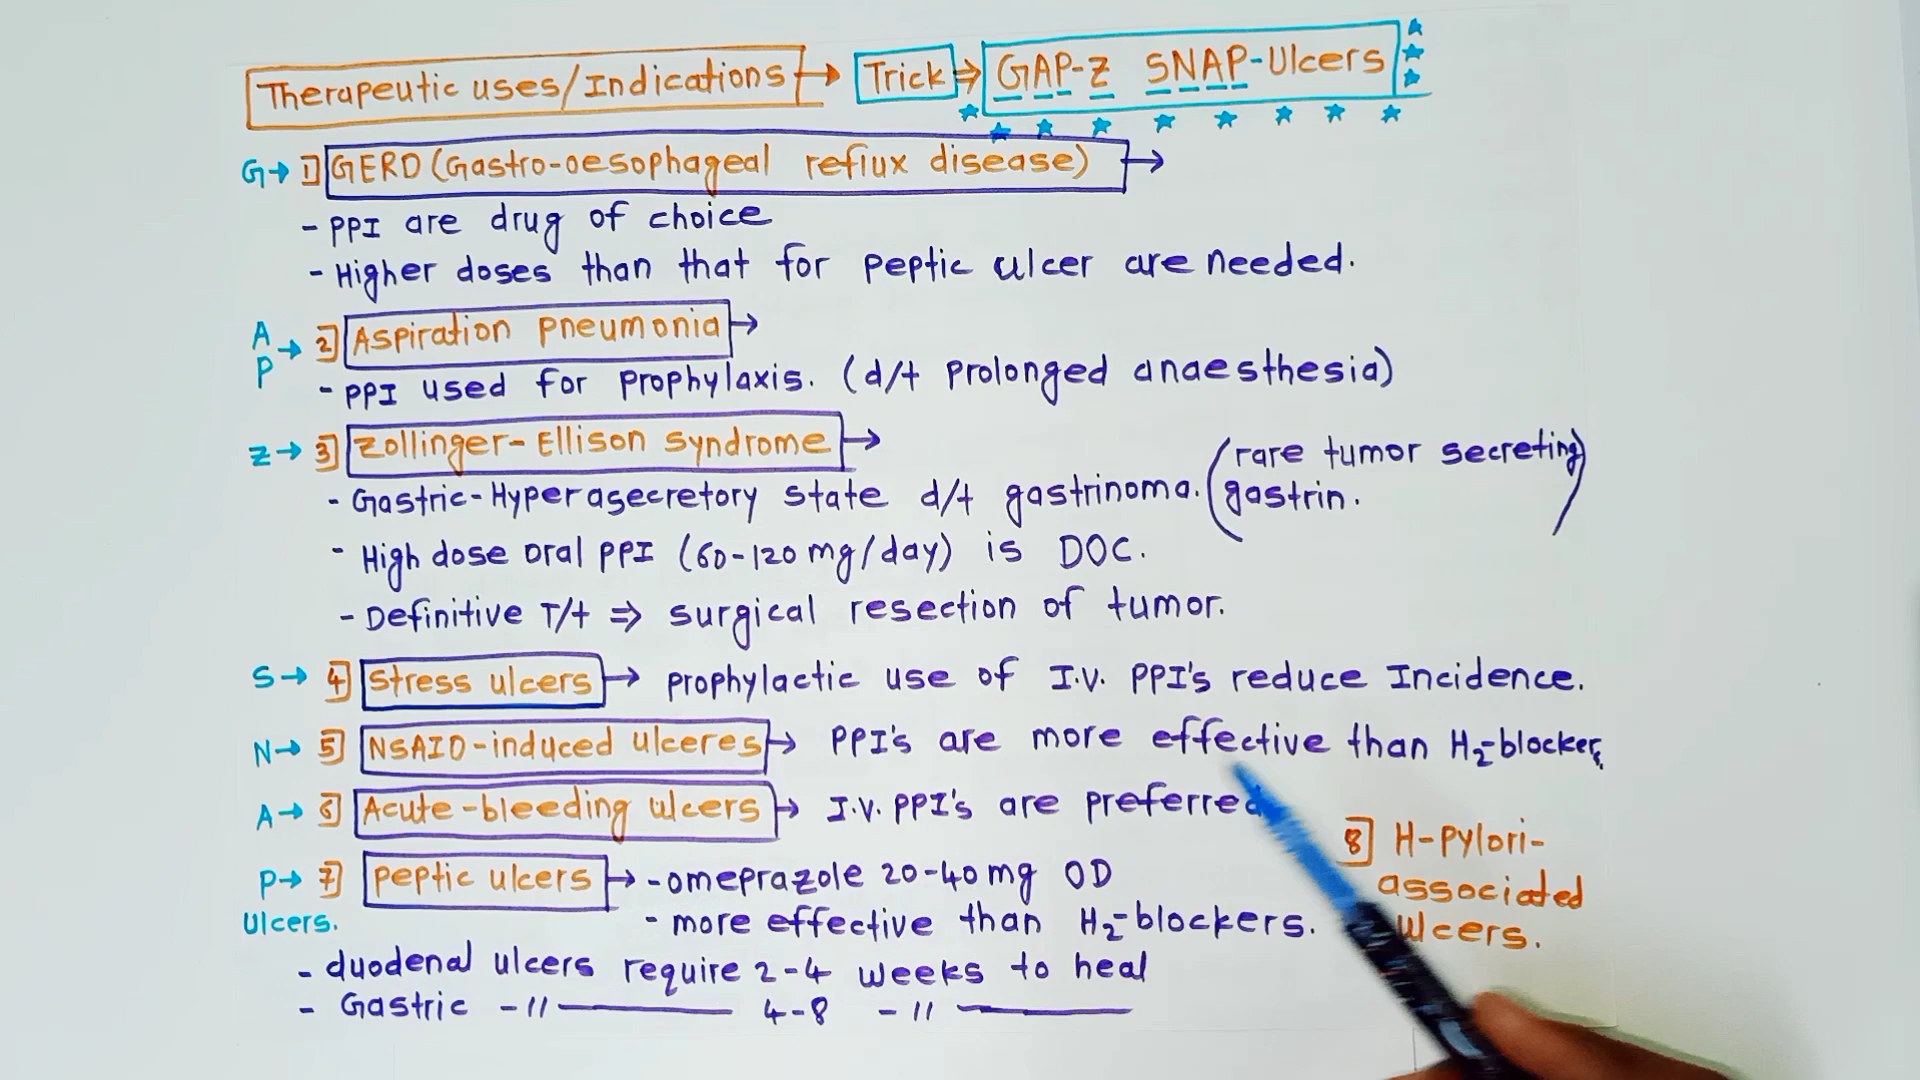 Therapeutic uses/Indications → Trick ⇒ GAP-Z SNAP-Ulcers
G→ 1] GERD (Gastro-oesophageal reflux disease) →
- PPI are drug of choice
- Higher doses than that for peptic ulcer are needed.
A P → 2] Aspiration pneumonia →
- PPI used for prophylaxis. (d/t prolonged anaesthesia)
Z→ 3] Zollinger-Ellison syndrome →
- Gastric-Hyperasecretory state d/t gastrinoma. (rare tumor secreting
gastrin.)
- High dose oral PPI (60-120 mg/day) is DOC.
- Definitive T/t ⇒ surgical resection of tumor.
S→ 4] Stress ulcers → prophylactic use of I.V. PPI's reduce Incidence.
N→ 5] NSAID-induced ulceres → PPI's are more effective than H2-blockers.
A→ 6] Acute-bleeding ulcers → I.V. PPI's are preferred
P→ 7] peptic ulcers → - omeprazole 20-40 mg OD
Ulcers.
- more effective than H2-blockers.
- duodenal ulcers require 2-4 weeks to heal
- Gastric -11———— 4-8 -11————
8] H-pylori-
associated
ulcers.